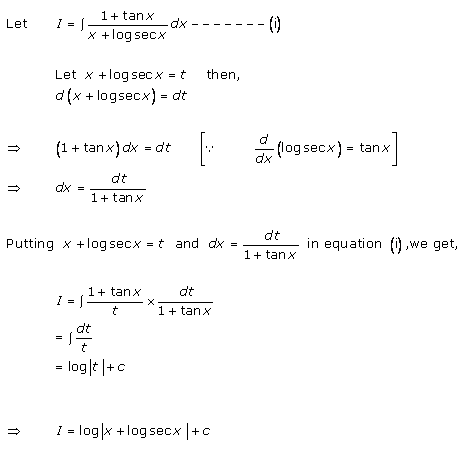 Let I = ∫ (1 + tan x)/(x + log sec x) dx − − − − − − − (i)
Let x + log sec x = t then,
d(x + log sec x) = dt
⇒ (1 + tan x) dx = dt [∵ d/dx (log sec x) = tan x]
⇒ dx = dt/(1 + tan x)
Putting x + log sec x = t and dx = dt/(1 + tan x) in equation (i) ,we get,
I = ∫ (1 + tan x)/t × dt/(1 + tan x)
= ∫ dt/t
= log|t| + c
⇒ I = log|x + log sec x| + c